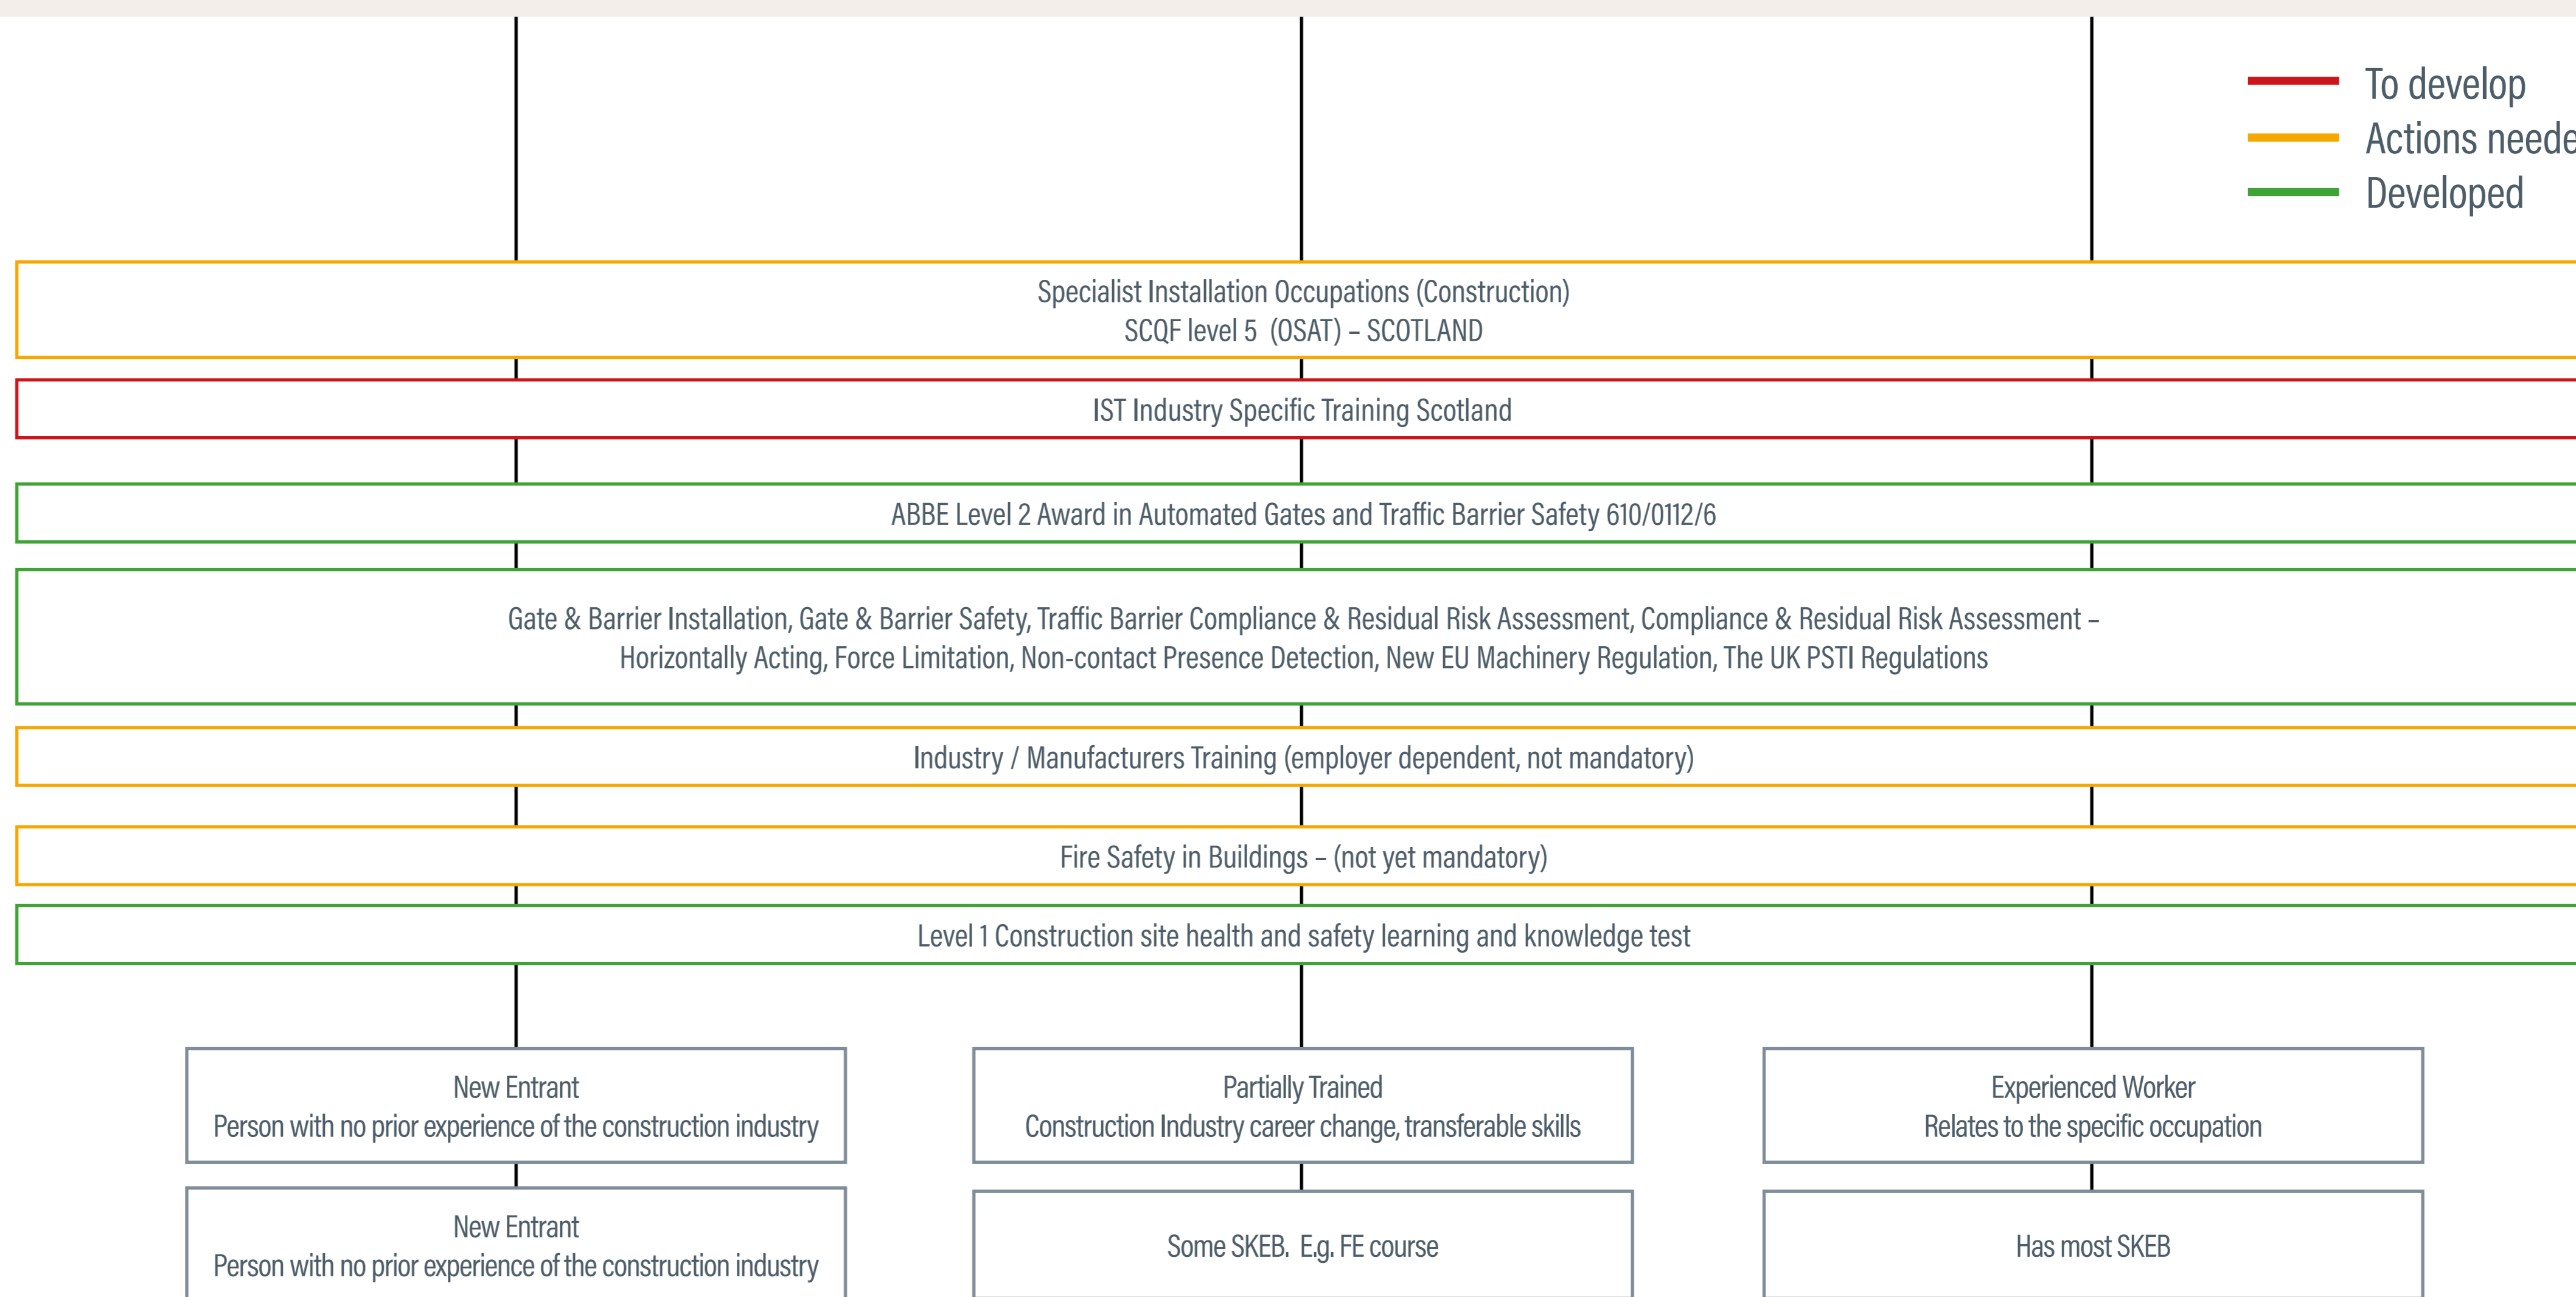 To develop
Actions neede
Developed
Specialist Installation Occupations (Construction)
SCQF level 5 (OSAT) – SCOTLAND
IST Industry Specific Training Scotland
ABBE Level 2 Award in Automated Gates and Traffic Barrier Safety 610/0112/6
Gate & Barrier Installation, Gate & Barrier Safety, Traffic Barrier Compliance & Residual Risk Assessment, Compliance & Residual Risk Assessment –
Horizontally Acting, Force Limitation, Non-contact Presence Detection, New EU Machinery Regulation, The UK PSTI Regulations
Industry / Manufacturers Training (employer dependent, not mandatory)
Fire Safety in Buildings – (not yet mandatory)
Level 1 Construction site health and safety learning and knowledge test
New Entrant
Person with no prior experience of the construction industry
Partially Trained
Construction Industry career change, transferable skills
Experienced Worker
Relates to the specific occupation
New Entrant
Person with no prior experience of the construction industry
Some SKEB. E.g. FE course
Has most SKEB